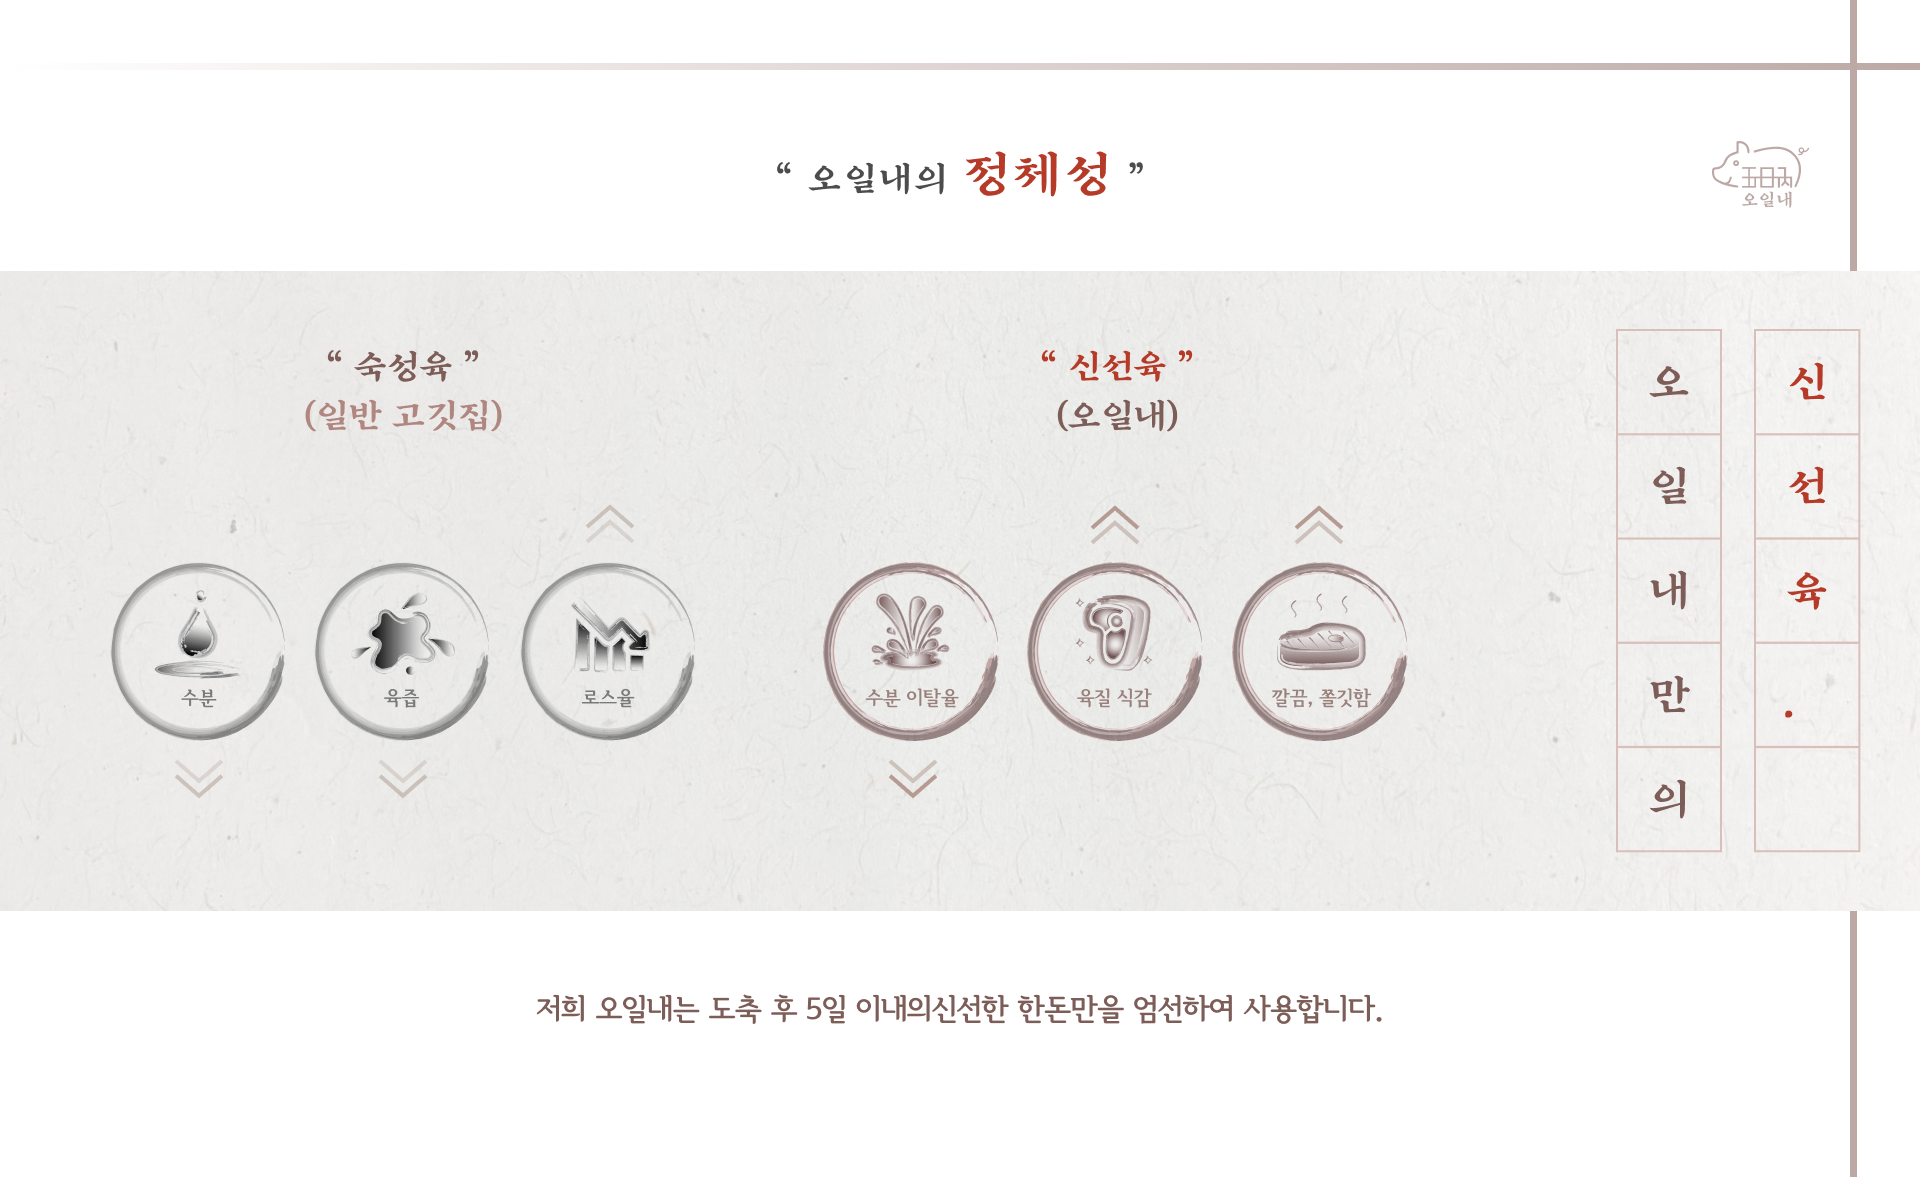 “ 오일내의 정체성 ”
오일내
“ 숙성육 ”
(일반 고깃집)
수분
육즙
로스율
“ 신선육 ”
(오일내)
수분 이탈율
육질 식감
깔끔, 쫄깃함
오일내만의
신선육.
저희 오일내는 도축 후 5일 이내의신선한 한돈만을 엄선하여 사용합니다.